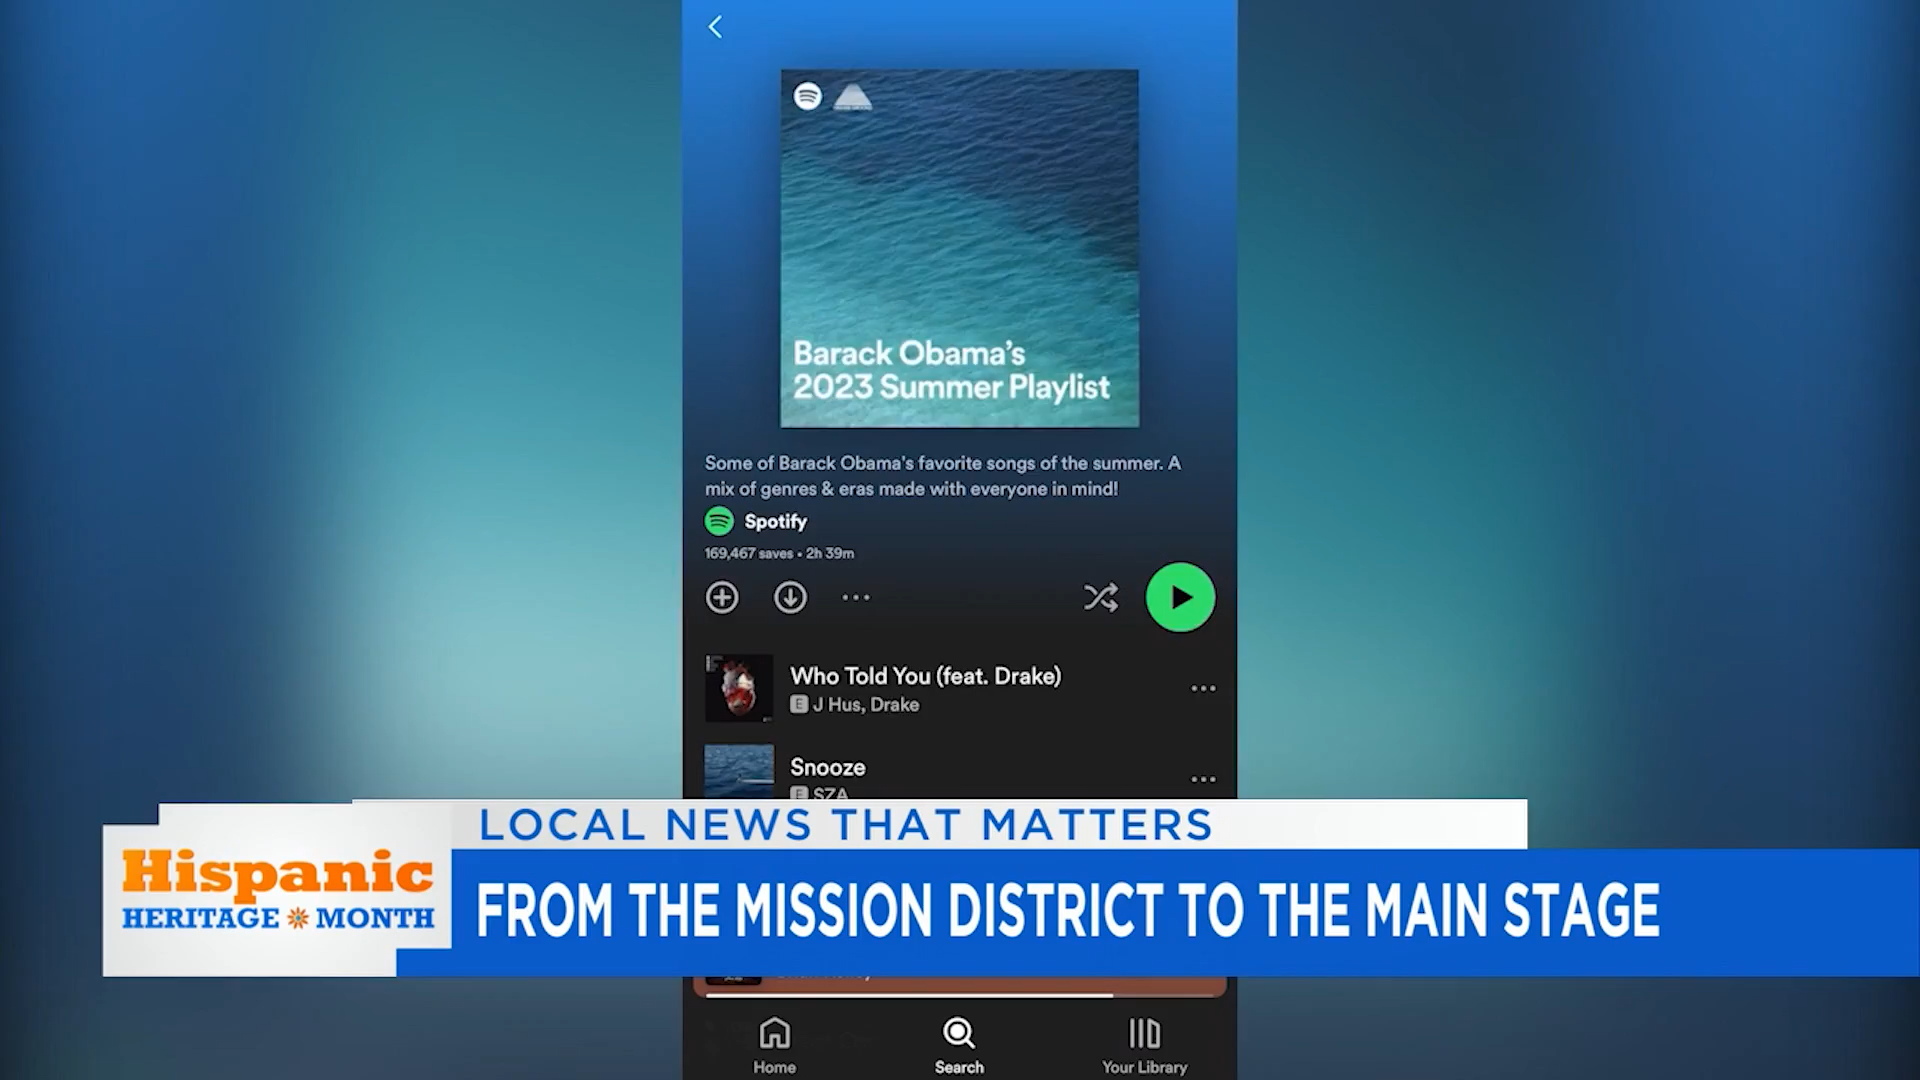 Barack Obama's
2023 Summer Playlist
Some of Barack Obama's favorite songs of the summer. A
mix of genres & eras made with everyone in mind!
Spotify
169,467 saves • 2h 39m
Who Told You (feat. Drake)
E J Hus, Drake
Snooze
E SZA
LOCAL NEWS THAT MATTERS
Hispanic
HERITAGE MONTH
FROM THE MISSION DISTRICT TO THE MAIN STAGE
Home
Search
Your Library